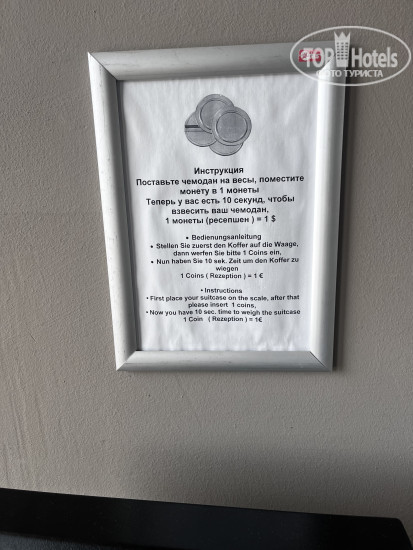 TOP Hotels
ФОТО ТУРИСТА
Инструкция
Поставьте чемодан на весы, поместите
монету в 1 монеты
Теперь у вас есть 10 секунд, чтобы
взвесить ваш чемодан,
1 монеты (ресепшен ) = 1 $
• Bedienungsanleitung
• Stellen Sie zuerst den Koffer auf die Waage,
dann werfen Sie bitte 1 Coins ein,
• Nun haben Sie 10 sek. Zeit um den Koffer zu
wiegen
1 Coins ( Rezeption ) = 1 €
• Instructions
• First place your suitcase on the scale, after that
please insert 1 coins,
• Now you have 10 sec. time to weigh the suitcase
1 Coin ( Rezeption ) = 1€